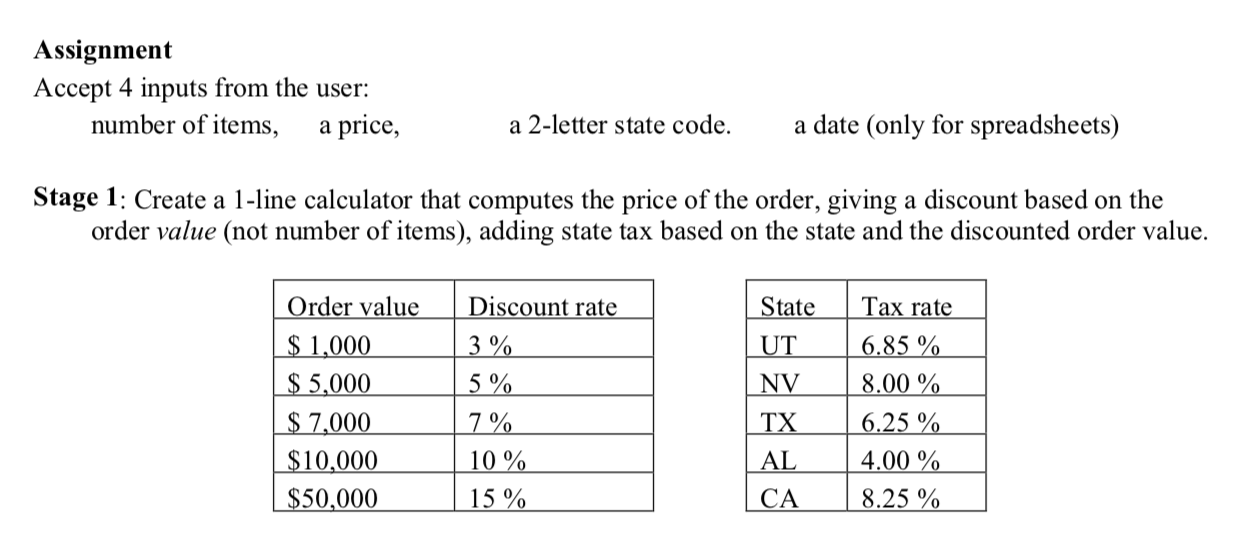 Assignment
Accept 4 inputs from the user:
number of items, a price, a 2-letter state code. a date (only for spreadsheets)
Stage 1: Create a 1-line calculator that computes the price of the order, giving a discount based on the
order value (not number of items), adding state tax based on the state and the discounted order value.
Order value Discount rate
$ 1,000 3 %
$ 5,000 5 %
$ 7,000 7 %
$10,000 10 %
$50,000 15 %
State Tax rate
UT 6.85 %
NV 8.00 %
TX 6.25 %
AL 4.00 %
CA 8.25 %